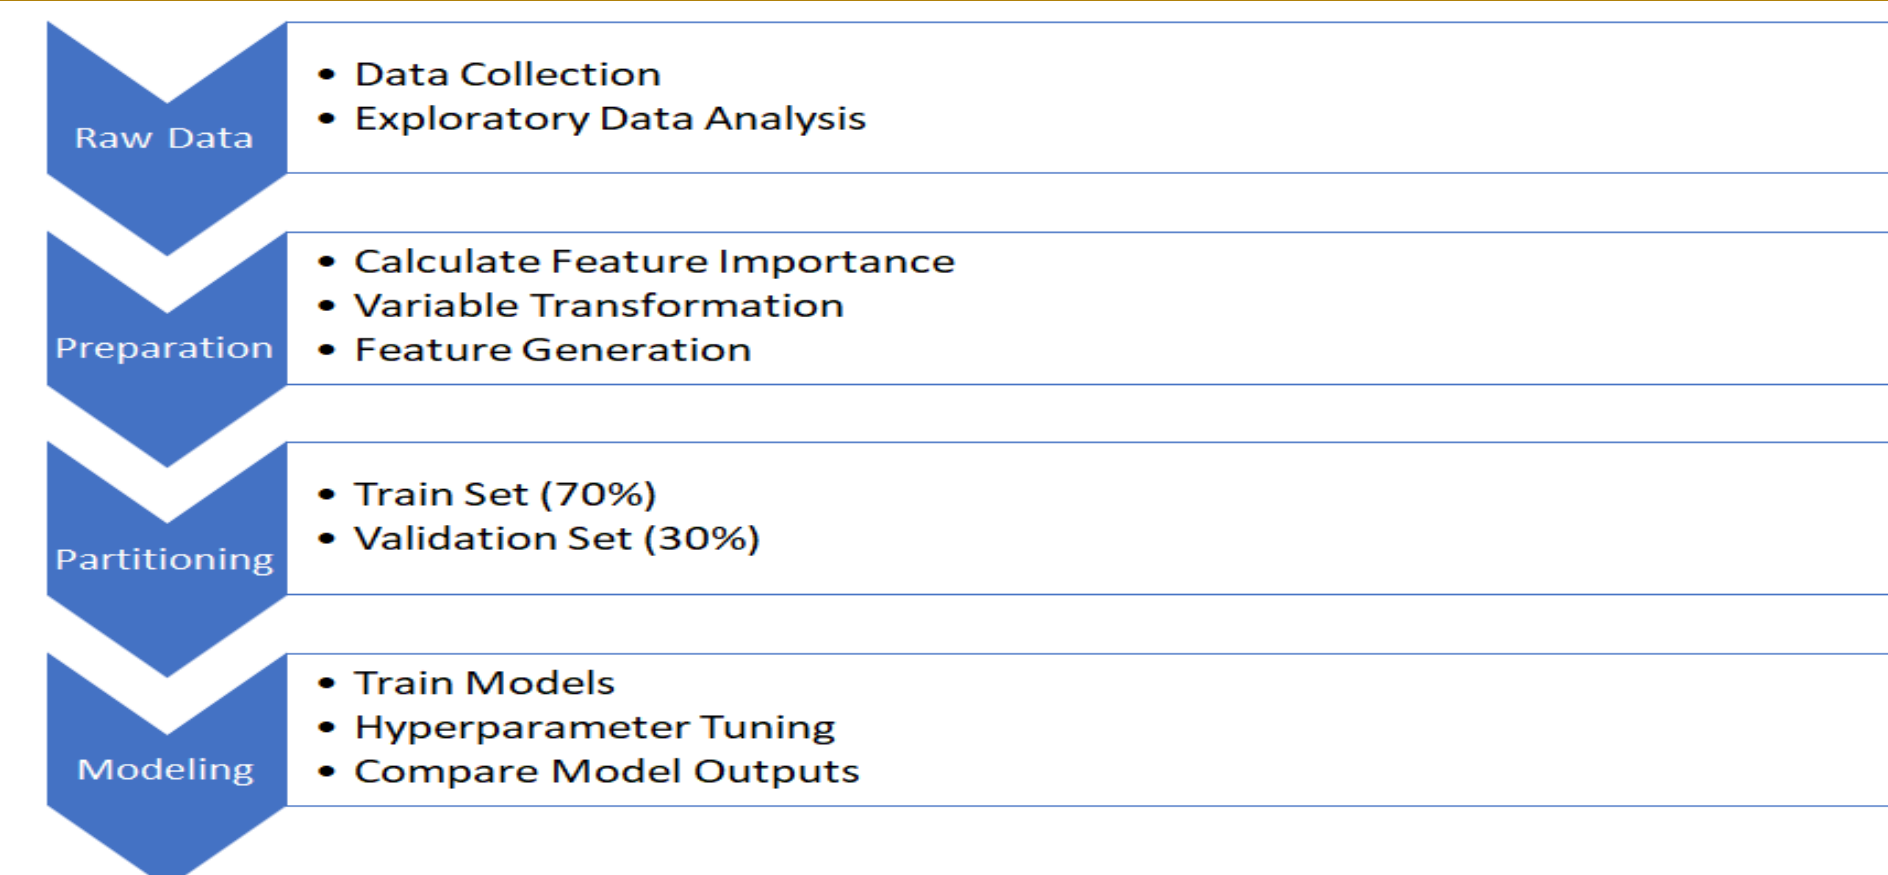 Raw Data
• Data Collection
• Exploratory Data Analysis
Preparation
• Calculate Feature Importance
• Variable Transformation
• Feature Generation
Partitioning
• Train Set (70%)
• Validation Set (30%)
Modeling
• Train Models
• Hyperparameter Tuning
• Compare Model Outputs